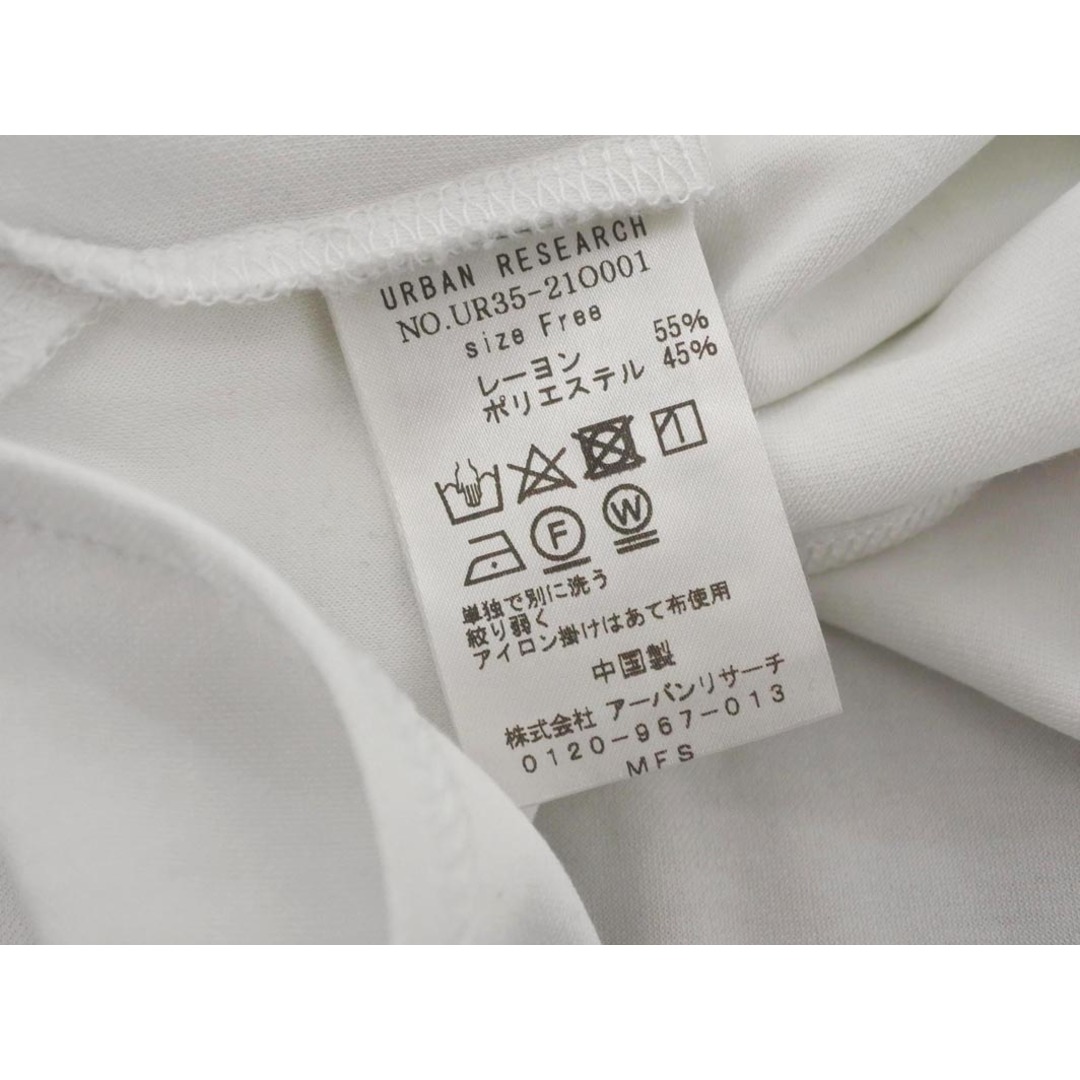 URBAN RESEARCH
NO.UR35-21O001
size Free
レーヨン 55%
ポリエステル 45%
F W
単独で別に洗う
絞り弱く
アイロン掛けはあて布使用
中国製
株式会社 アーバンリサーチ
0120-967-013
MFS